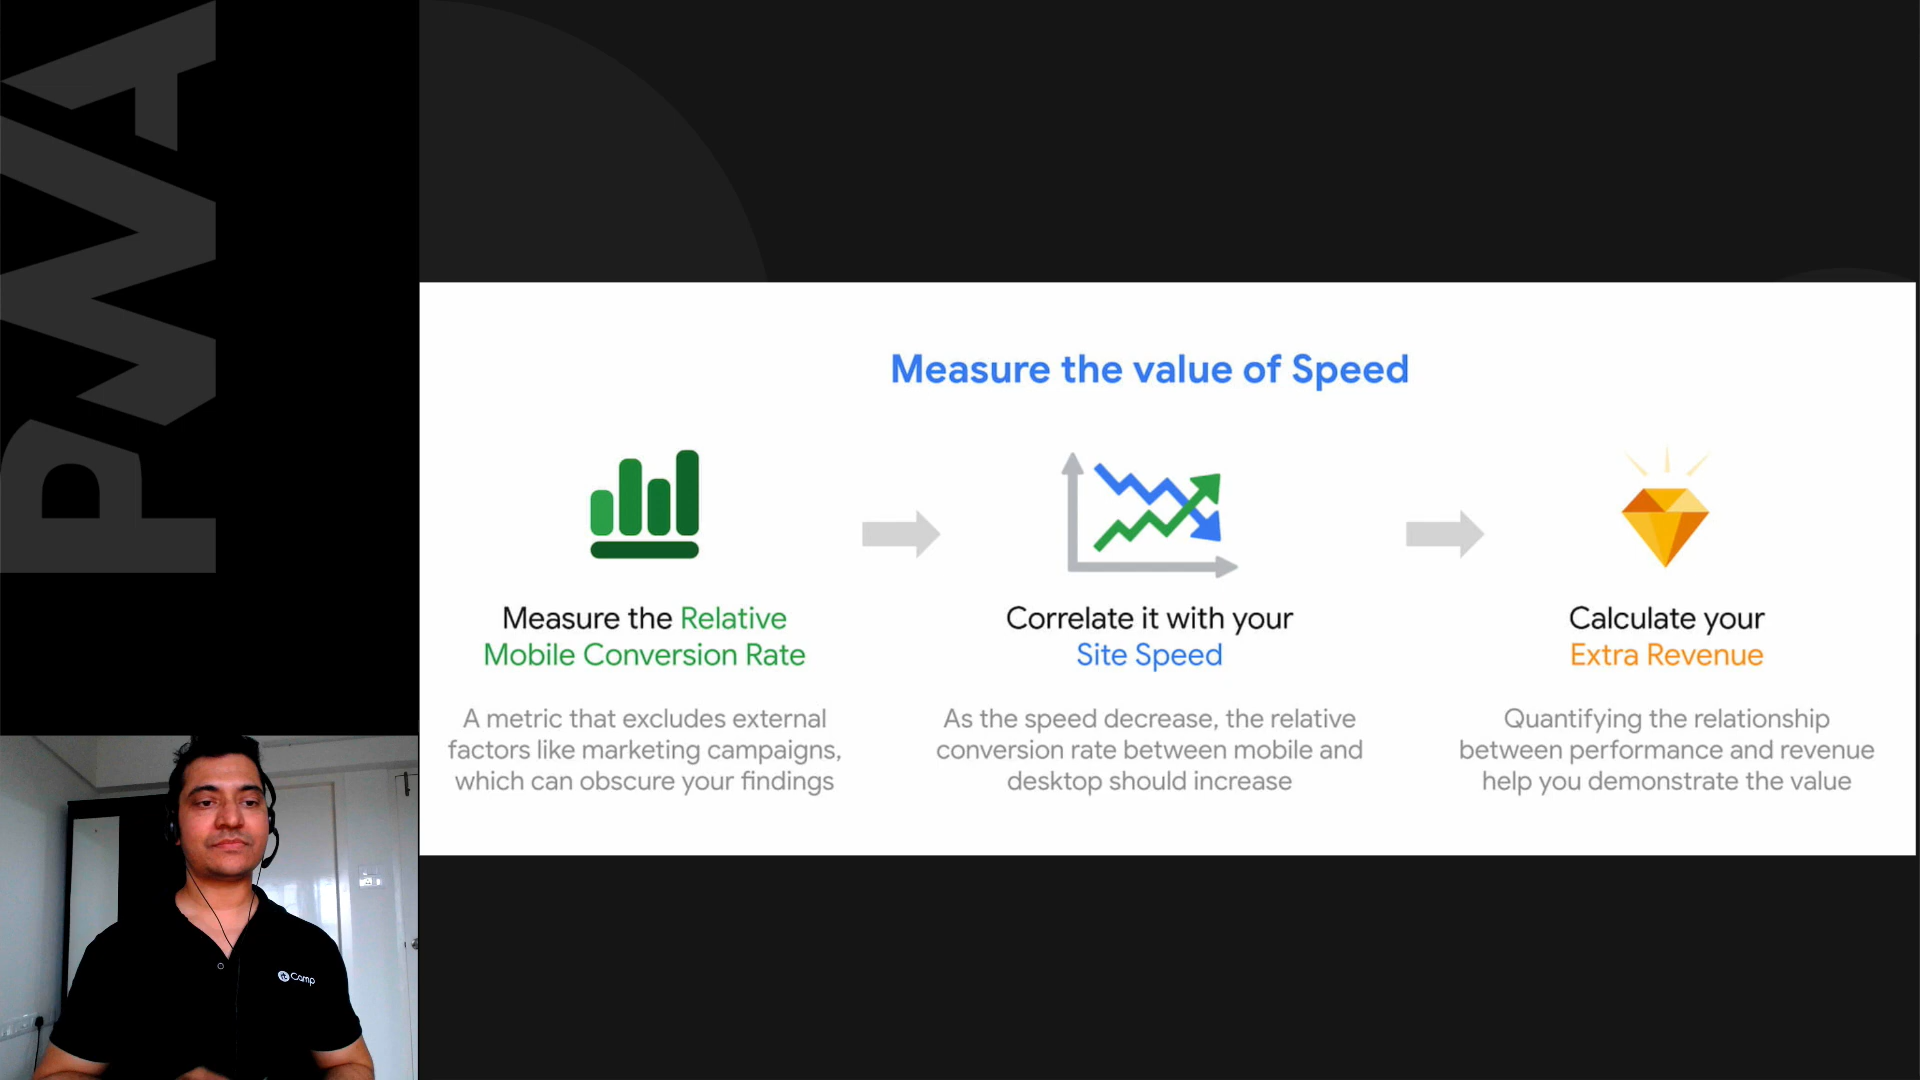 PWA
Measure the value of Speed
Measure the Relative
Mobile Conversion Rate
A metric that excludes external
factors like marketing campaigns,
which can obscure your findings
Correlate it with your
Site Speed
As the speed decrease, the relative
conversion rate between mobile and
desktop should increase
Calculate your
Extra Revenue
Quantifying the relationship
between performance and revenue
help you demonstrate the value
rtCamp